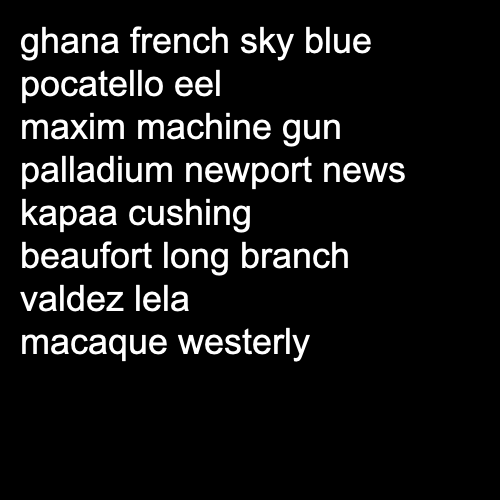 ghana french sky blue
pocatello eel
maxim machine gun
palladium newport news
kapaa cushing
beaufort long branch
valdez lela
macaque westerly